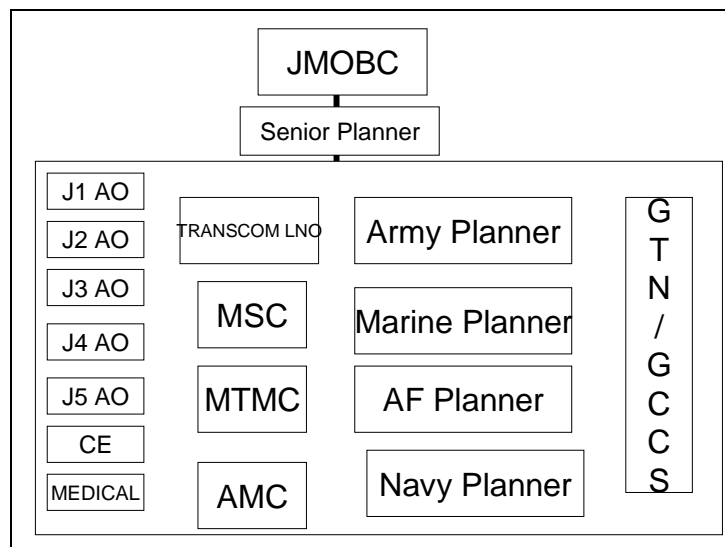 JMOBC
Senior Planner
J1 AO
J2 AO
J3 AO
J4 AO
J5 AO
CE
MEDICAL
TRANSCOM LNO
MSC
MTMC
AMC
Army Planner
Marine Planner
AF Planner
Navy Planner
G
T
N
/
G
C
C
S